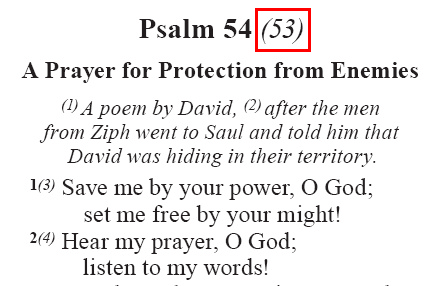 Psalm 54 (53)
A Prayer for Protection from Enemies
(1) A poem by David, (2) after the men
from Ziph went to Saul and told him that
David was hiding in their territory.
1(3) Save me by your power, O God;
set me free by your might!
2(4) Hear my prayer, O God;
listen to my words!